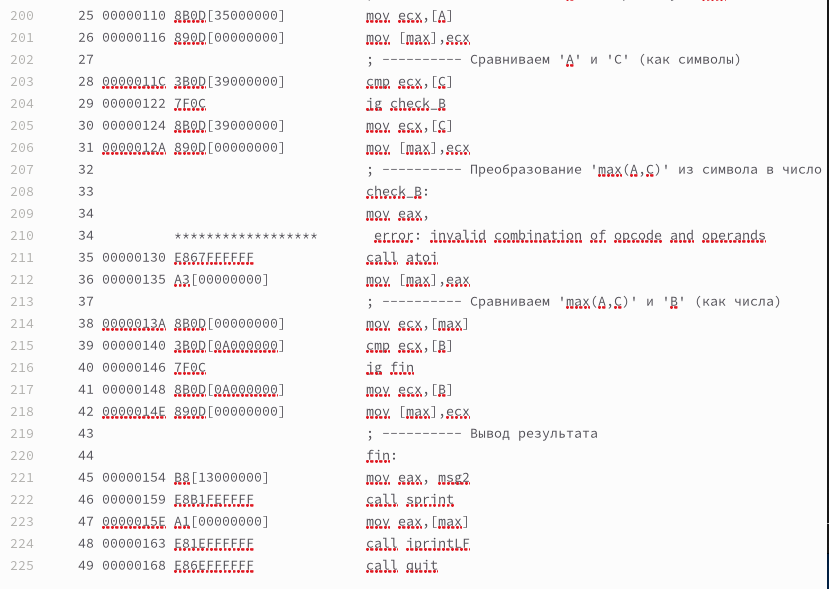 200 25 00000110 8B0D[35000000] mov ecx,[A]
201 26 00000116 890D[00000000] mov [max],ecx
202 27 ; ---------- Сравниваем 'A' и 'С' (как символы)
203 28 0000011C 3B0D[39000000] cmp ecx,[C]
204 29 00000122 7F0C jg check_B
205 30 00000124 8B0D[39000000] mov ecx,[C]
206 31 0000012A 890D[00000000] mov [max],ecx
207 32 ; ---------- Преобразование 'max(A,C)' из символа в число
208 33 check_B:
209 34 mov eax,
210 34 ****************** error: invalid combination of opcode and operands
211 35 00000130 E867FFFFFF call atoi
212 36 00000135 A3[00000000] mov [max],eax
213 37 ; ---------- Сравниваем 'max(A,C)' и 'B' (как числа)
214 38 0000013A 8B0D[00000000] mov ecx,[max]
215 39 00000140 3B0D[0A000000] cmp ecx,[B]
216 40 00000146 7F0C jg fin
217 41 00000148 8B0D[0A000000] mov ecx,[B]
218 42 0000014E 890D[00000000] mov [max],ecx
219 43 ; ---------- Вывод результата
220 44 fin:
221 45 00000154 B8[13000000] mov eax, msg2
222 46 00000159 E8B1FEFFFF call sprint
223 47 0000015E A1[00000000] mov eax,[max]
224 48 00000163 E81EFFFFFF call iprintLF
225 49 00000168 E86EFFFFFF call quit